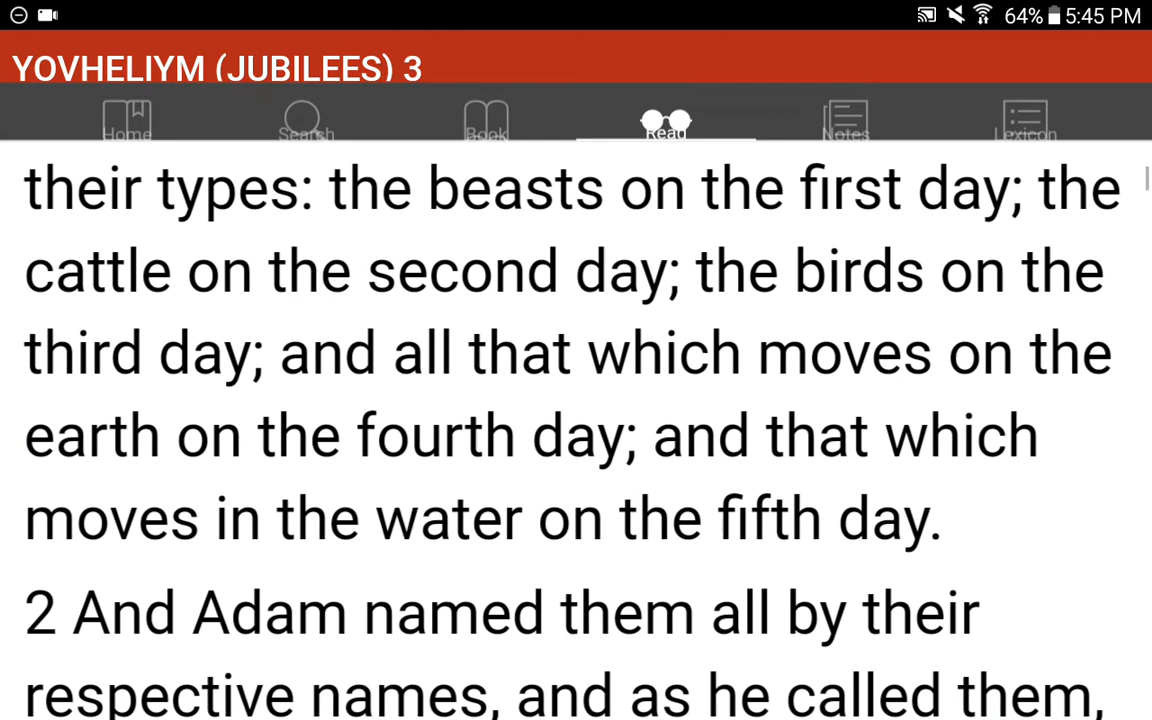 64% 5:45 PM
YOVHELIYM (JUBILEES) 3
Home Search Book Read Notes Lexicon
their types: the beasts on the first day; the
cattle on the second day; the birds on the
third day; and all that which moves on the
earth on the fourth day; and that which
moves in the water on the fifth day.
2 And Adam named them all by their
respective names, and as he called them,